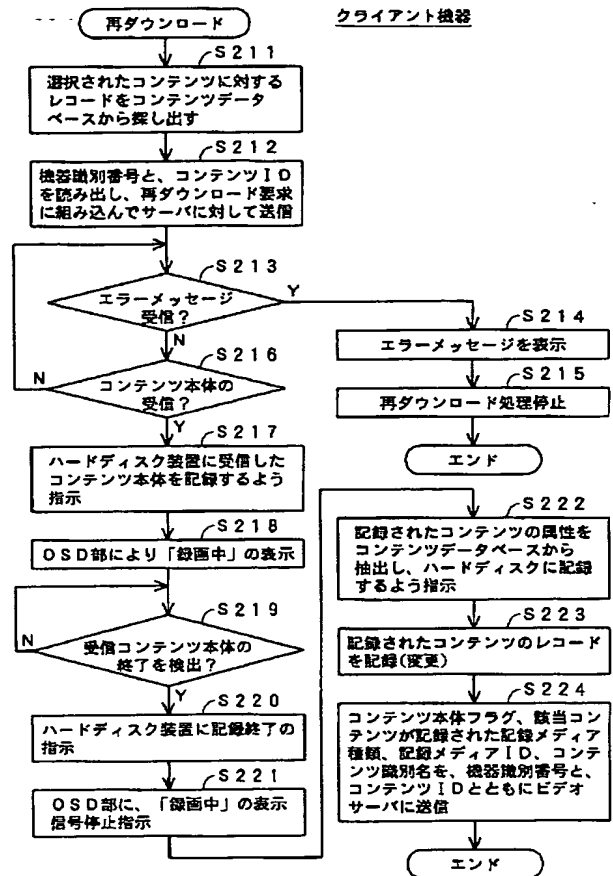 再ダウンロード
クライアント機器
S211
選択されたコンテンツに対する
レコードをコンテンツデータ
ベースから探し出す
S212
機器識別番号と、コンテンツID
を読み出し、再ダウンロード要求
に組み込んでサーバに対して送信
S213
エラーメッセージ
受信?
Y
N
S214
エラーメッセージを表示
S215
再ダウンロード処理停止
エンド
S216
コンテンツ本体の
受信?
N
Y
S217
ハードディスク装置に受信した
コンテンツ本体を記録するよう
指示
S218
OSD部により「録画中」の表示
S219
受信コンテンツ本体の
終了を検出?
N
Y
S220
ハードディスク装置に記録終了の
指示
S221
OSD部に、「録画中」の表示
信号停止指示
S222
記録されたコンテンツの属性を
コンテンツデータベースから
抽出し、ハードディスクに記録
するよう指示
S223
記録されたコンテンツのレコード
を記録(変更)
S224
コンテンツ本体フラグ、該当コン
テンツが記録された記録メディア
種類、記録メディアID、コンテン
ツ識別名を、機器識別番号と、
コンテンツIDとともにビデオ
サーバに送信
エンド